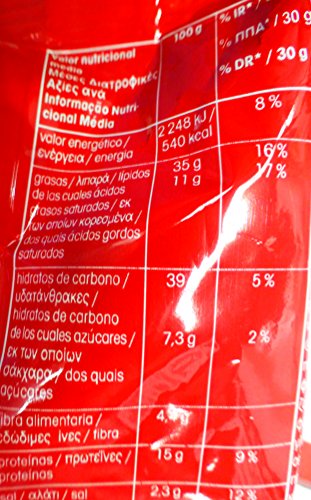 Valor nutricional
medio
Μέσες Διατροφικές
Αξίες ανά
Informação Nutri-
cional Média
100 g
% IR* /
% ΠΠΑ* / 30 g
% DR* / 30 g
valor energético /
ενέργεια / energia
2 248 kJ /
540 kcal
8 %
grasas / λιπαρά / lípidos
de las cuales ácidos
grasos saturados / εκ
των οποίων κορεσμένα /
dos quais ácidos gordos
saturados
35 g
11 g
16 %
17 %
hidratos de carbono /
υδατάνθρακες /
hidratos de carbono
de los cuales azúcares /
εκ των οποίων
σάκχαρα / dos quais
açúcares
39
7,3 g
5 %
2 %
fibra alimentaria /
εδώδιμες ίνες / fibra
proteínas / πρωτεΐνες /
proteínas
15 g
9 %
sal / αλάτι / sal
2,3 g